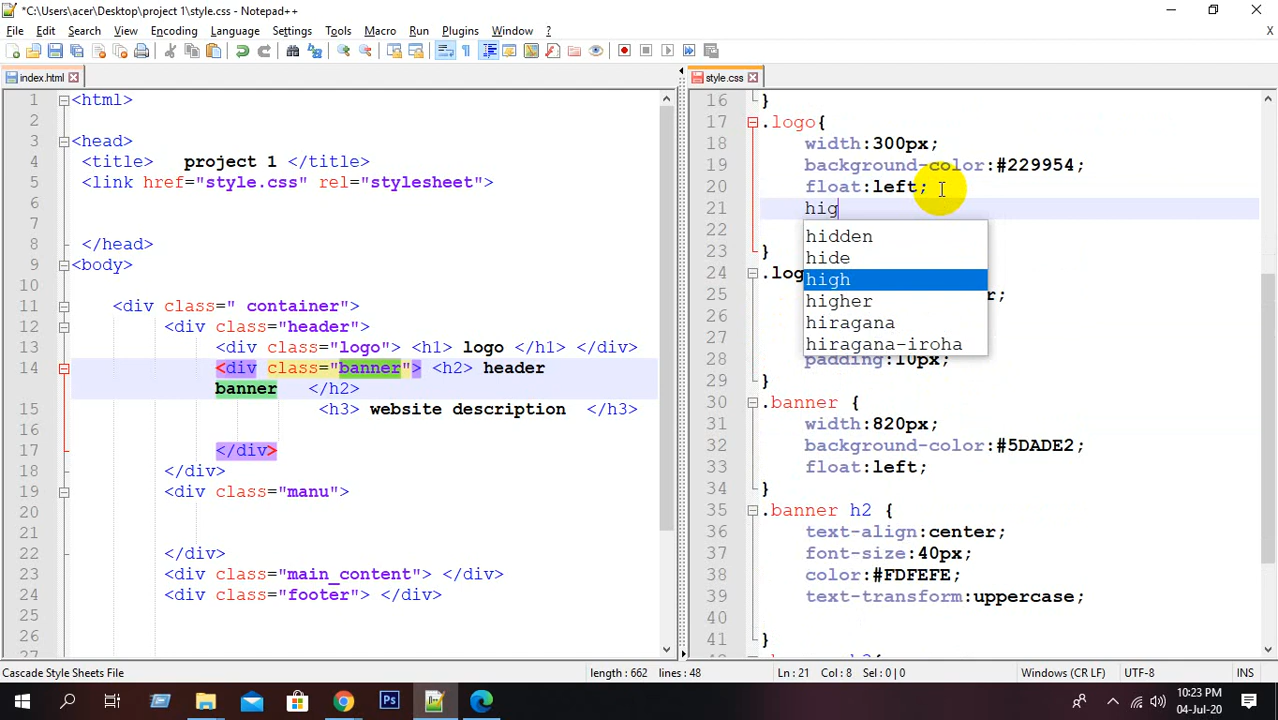 *C:\Users\acer\Desktop\project 1\style.css - Notepad++
File Edit Search View Encoding Language Settings Tools Macro Run Plugins Window ? X
index.html
1 <html>
2
3 <head>
4 <title> project 1 </title>
5 <link href="style.css" rel="stylesheet">
6
7
8 </head>
9 <body>
10
11 <div class=" container">
12 <div class="header">
13 <div class="logo"> <h1> logo </h1> </div>
14 <div class="banner"> <h2> header
banner </h2>
15 <h3> website description </h3>
16
17 </div>
18 </div>
19 <div class="manu">
20
21
22 </div>
23 <div class="main_content"> </div>
24 <div class="footer"> </div>
25
26
style.css
16 }
17 .logo{
18 width:300px;
19 background-color:#229954;
20 float:left;
21 hig
22
23 }
24 .log
25 r;
28 padding:10px;
29 }
30 .banner {
31 width:820px;
32 background-color:#5DADE2;
33 float:left;
34 }
35 .banner h2 {
36 text-align:center;
37 font-size:40px;
38 color:#FDFEFE;
39 text-transform:uppercase;
40
41 }
hidden
hide
high
higher
hiragana
hiragana-iroha
Cascade Style Sheets File length : 662 lines : 48 Ln : 21 Col : 8 Sel : 0 | 0 Windows (CR LF) UTF-8 INS
Ps
10:23 PM
04-Jul-20